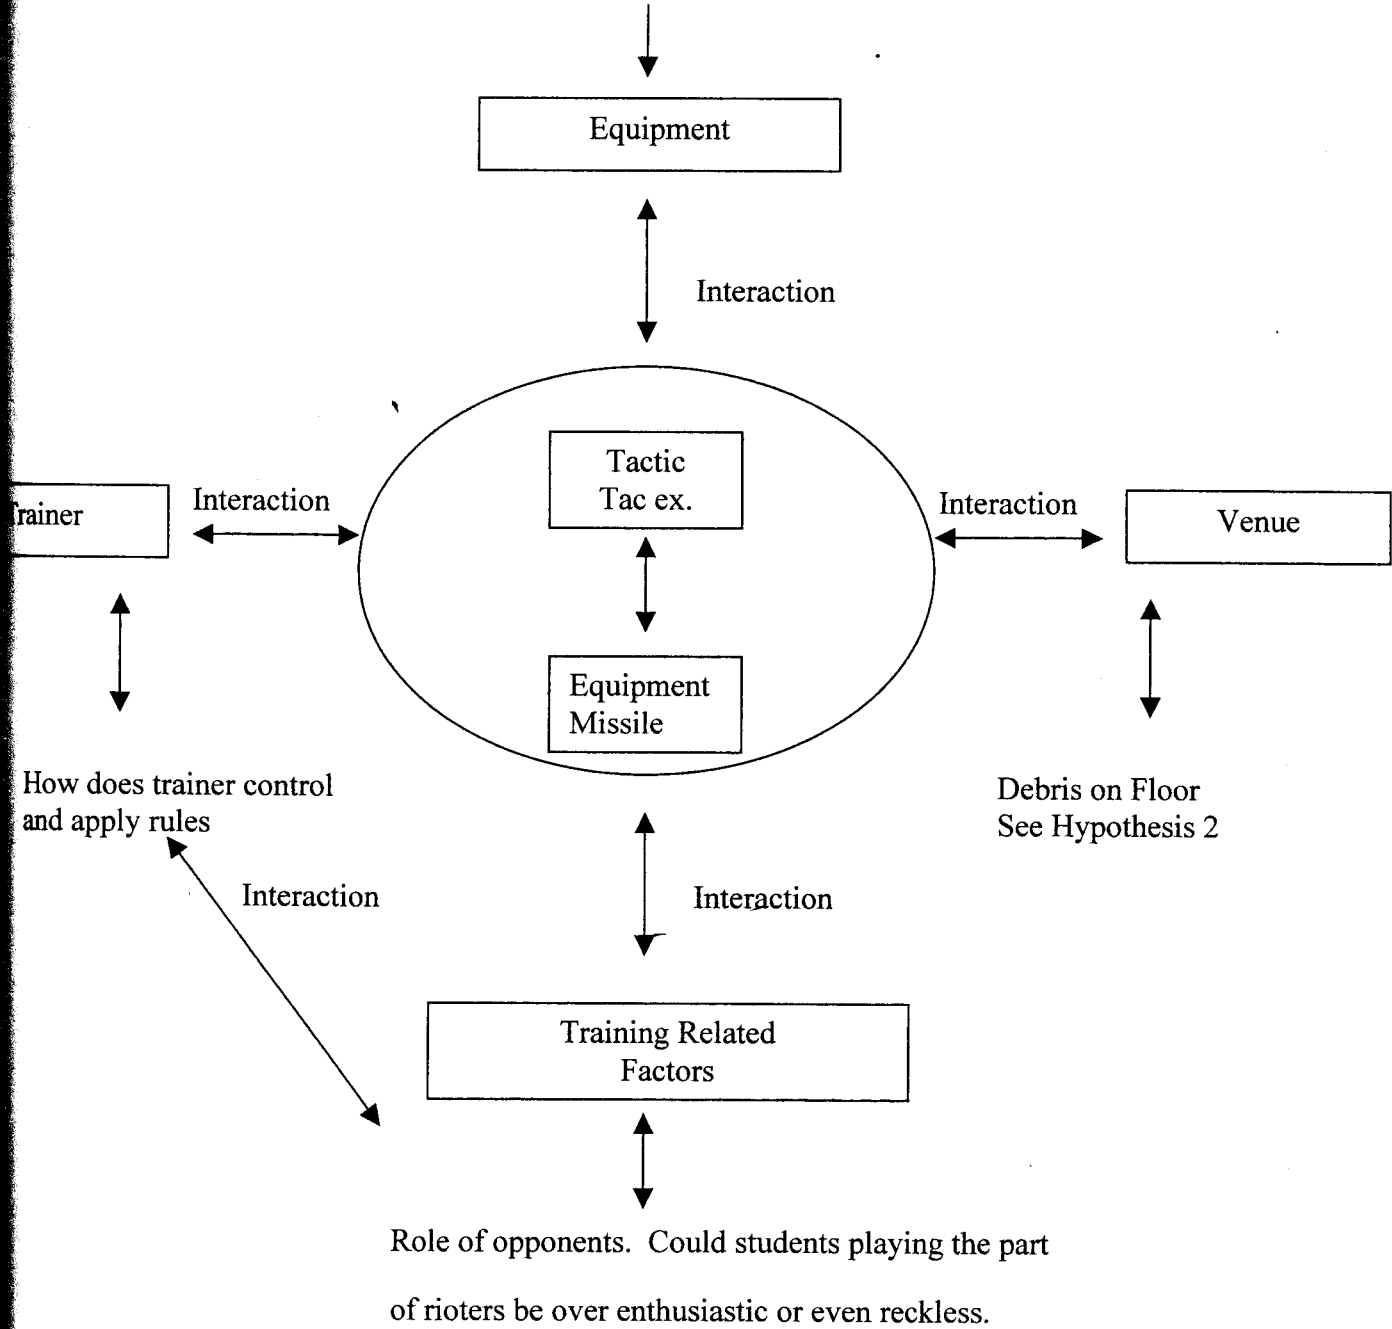 Equipment
Interaction
Tactic
Tac ex.
Interaction
Trainer
Interaction
Venue
Equipment
Missile
How does trainer control
and apply rules
Debris on Floor
See Hypothesis 2
Interaction
Interaction
Training Related
Factors
Role of opponents. Could students playing the part
of rioters be over enthusiastic or even reckless.